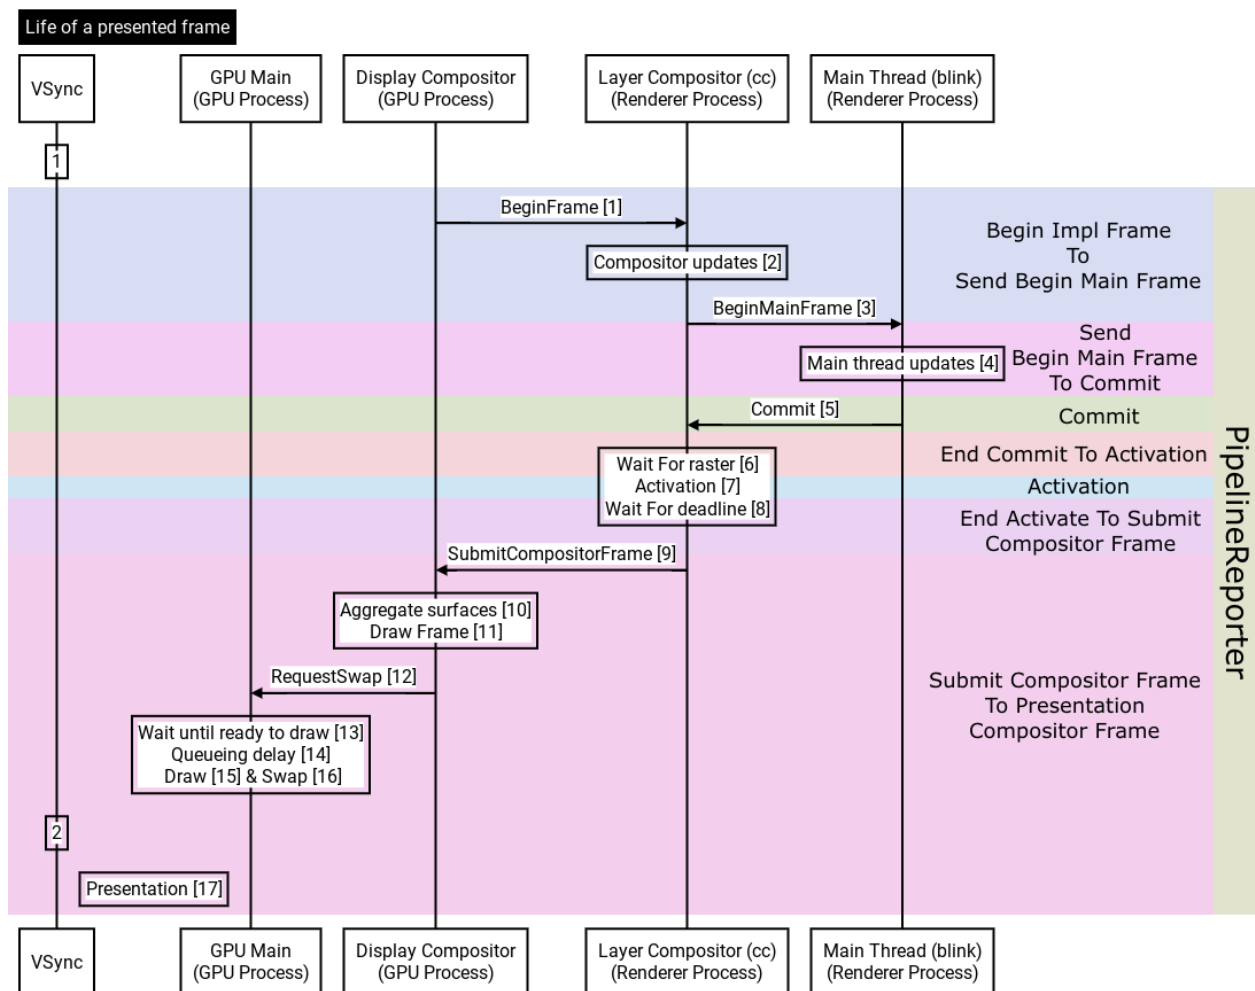 Life of a presented frame
VSync
GPU Main
(GPU Process)
Display Compositor
(GPU Process)
Layer Compositor (cc)
(Renderer Process)
Main Thread (blink)
(Renderer Process)
1
BeginFrame [1]
Compositor updates [2]
BeginMainFrame [3]
Begin Impl Frame
To
Send Begin Main Frame
Main thread updates [4]
Send
Begin Main Frame
To Commit
Commit [5]
Commit
Wait For raster [6]
Activation [7]
Wait For deadline [8]
End Commit To Activation
Activation
End Activate To Submit
Compositor Frame
SubmitCompositorFrame [9]
Aggregate surfaces [10]
Draw Frame [11]
RequestSwap [12]
Wait until ready to draw [13]
Queueing delay [14]
Draw [15] & Swap [16]
Submit Compositor Frame
To Presentation
Compositor Frame
PipelineReporter
2
Presentation [17]
VSync
GPU Main
(GPU Process)
Display Compositor
(GPU Process)
Layer Compositor (cc)
(Renderer Process)
Main Thread (blink)
(Renderer Process)